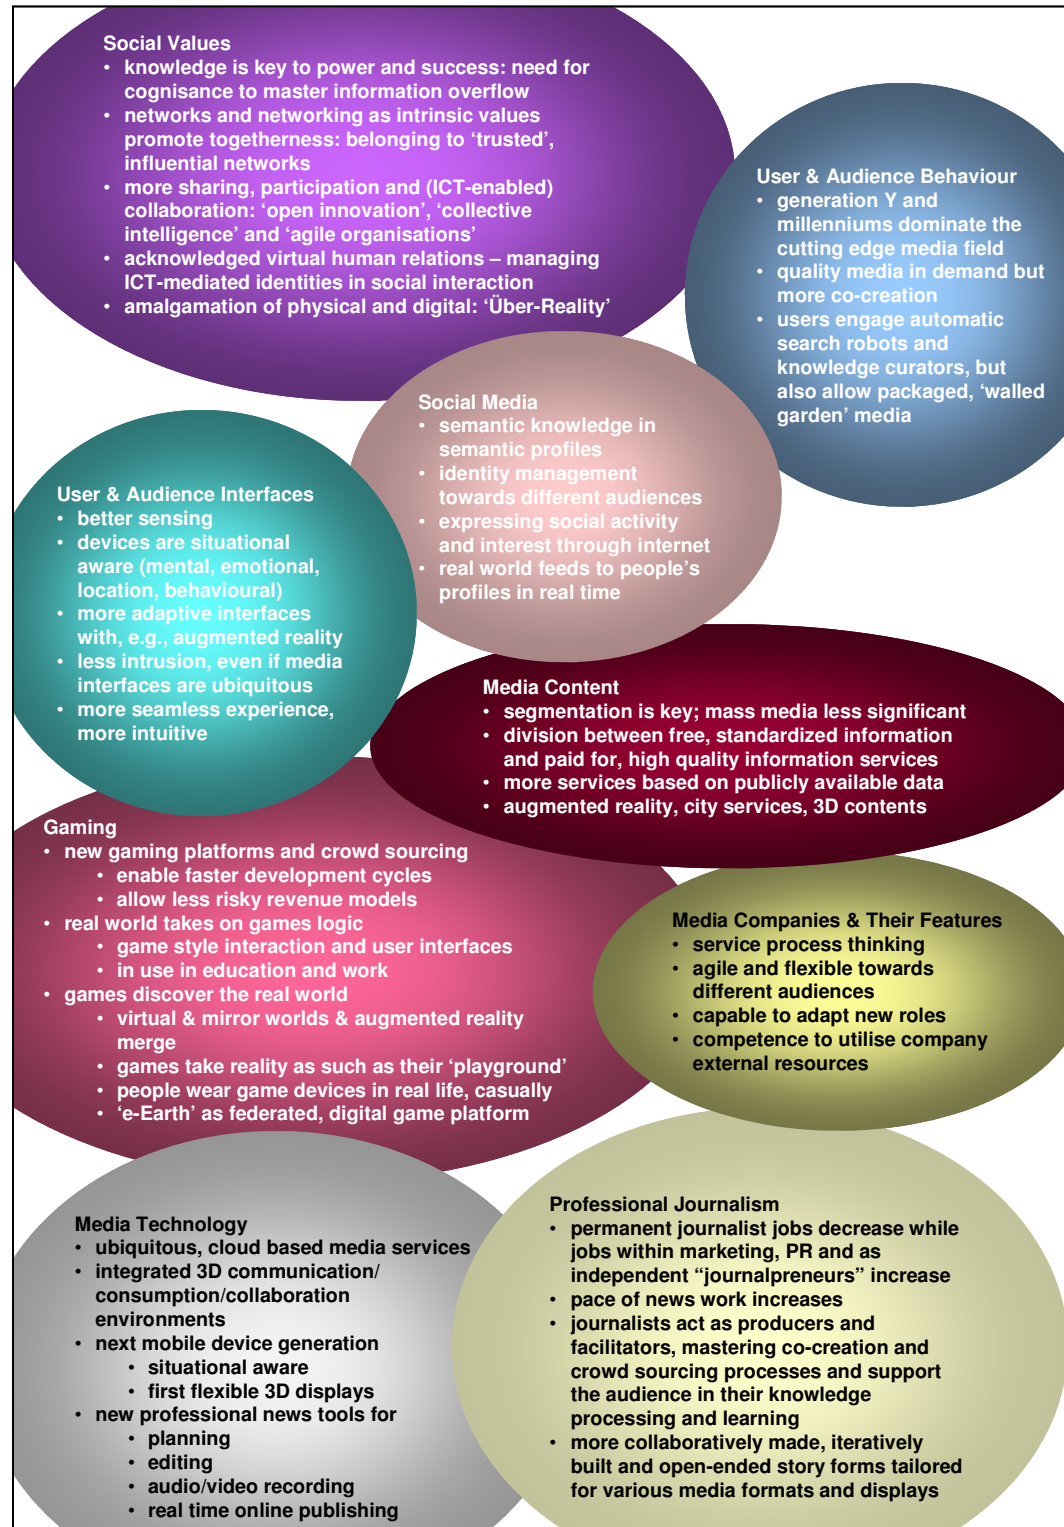 Social Values
• knowledge is key to power and success: need for
cognisance to master information overflow
• networks and networking as intrinsic values
promote togetherness: belonging to ‘trusted’,
influential networks
• more sharing, participation and (ICT-enabled)
collaboration: ‘open innovation’, ‘collective
intelligence’ and ‘agile organisations’
• acknowledged virtual human relations – managing
ICT-mediated identities in social interaction
• amalgamation of physical and digital: ‘Über-Reality’
User & Audience Behaviour
• generation Y and
millenniums dominate the
cutting edge media field
• quality media in demand but
more co-creation
• users engage automatic
search robots and
knowledge curators, but
also allow packaged, ‘walled
garden’ media
Social Media
• semantic knowledge in
semantic profiles
• identity management
towards different audiences
• expressing social activity
and interest through internet
• real world feeds to people’s
profiles in real time
User & Audience Interfaces
• better sensing
• devices are situational
aware (mental, emotional,
location, behavioural)
• more adaptive interfaces
with, e.g., augmented reality
• less intrusion, even if media
interfaces are ubiquitous
• more seamless experience,
more intuitive
Media Content
• segmentation is key; mass media less significant
• division between free, standardized information
and paid for, high quality information services
• more services based on publicly available data
• augmented reality, city services, 3D contents
Gaming
• new gaming platforms and crowd sourcing
• enable faster development cycles
• allow less risky revenue models
• real world takes on games logic
• game style interaction and user interfaces
• in use in education and work
• games discover the real world
• virtual & mirror worlds & augmented reality
merge
• games take reality as such as their ‘playground’
• people wear game devices in real life, casually
• ‘e-Earth’ as federated, digital game platform
Media Companies & Their Features
• service process thinking
• agile and flexible towards
different audiences
• capable to adapt new roles
• competence to utilise company
external resources
Media Technology
• ubiquitous, cloud based media services
• integrated 3D communication/
consumption/collaboration
environments
• next mobile device generation
• situational aware
• first flexible 3D displays
• new professional news tools for
• planning
• editing
• audio/video recording
• real time online publishing
Professional Journalism
• permanent journalist jobs decrease while
jobs within marketing, PR and as
independent “journalpreneurs” increase
• pace of news work increases
• journalists act as producers and
facilitators, mastering co-creation and
crowd sourcing processes and support
the audience in their knowledge
processing and learning
• more collaboratively made, iteratively
built and open-ended story forms tailored
for various media formats and displays